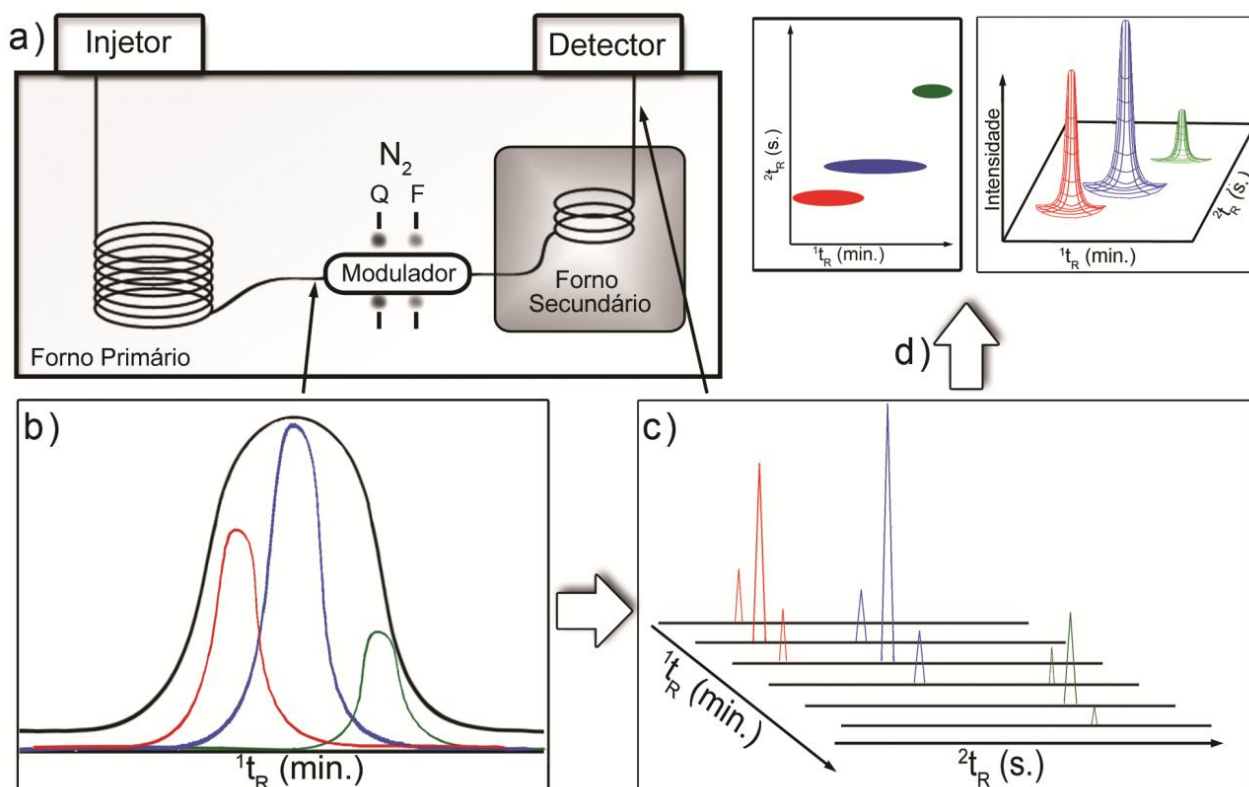 a)
Injetor
Detector
N₂
Q F
Modulador
Forno
Secundário
Forno Primário
²tR (s.)
¹tR (min.)
Intensidade
²tR (s.)
¹tR (min.)
d)
b)
¹tR (min.)
c)
¹tR (min.)
²tR (s.)